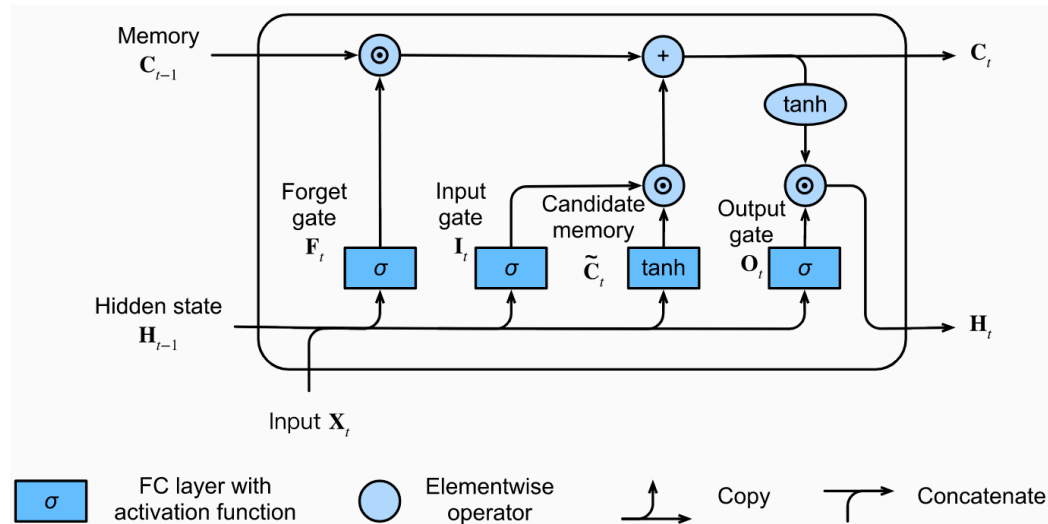 Memory
C_{t−1}
C_t
+
tanh
Forget
gate
F_t
Input
gate
I_t
Candidate
memory
C̃_t
Output
gate
O_t
σ
σ
tanh
σ
Hidden state
H_{t−1}
H_t
Input X_t
σ
FC layer with
activation function
Elementwise
operator
Copy
Concatenate